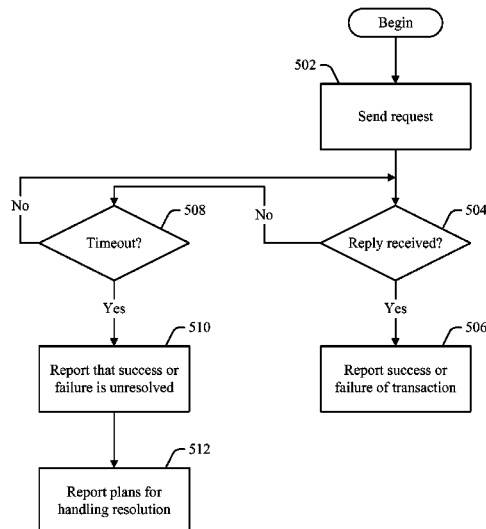 Begin
502
Send request
No
508
No
504
Timeout?
Reply received?
Yes
Yes
510
506
Report that success or
failure is unresolved
Report success or
failure of transaction
512
Report plans for
handling resolution